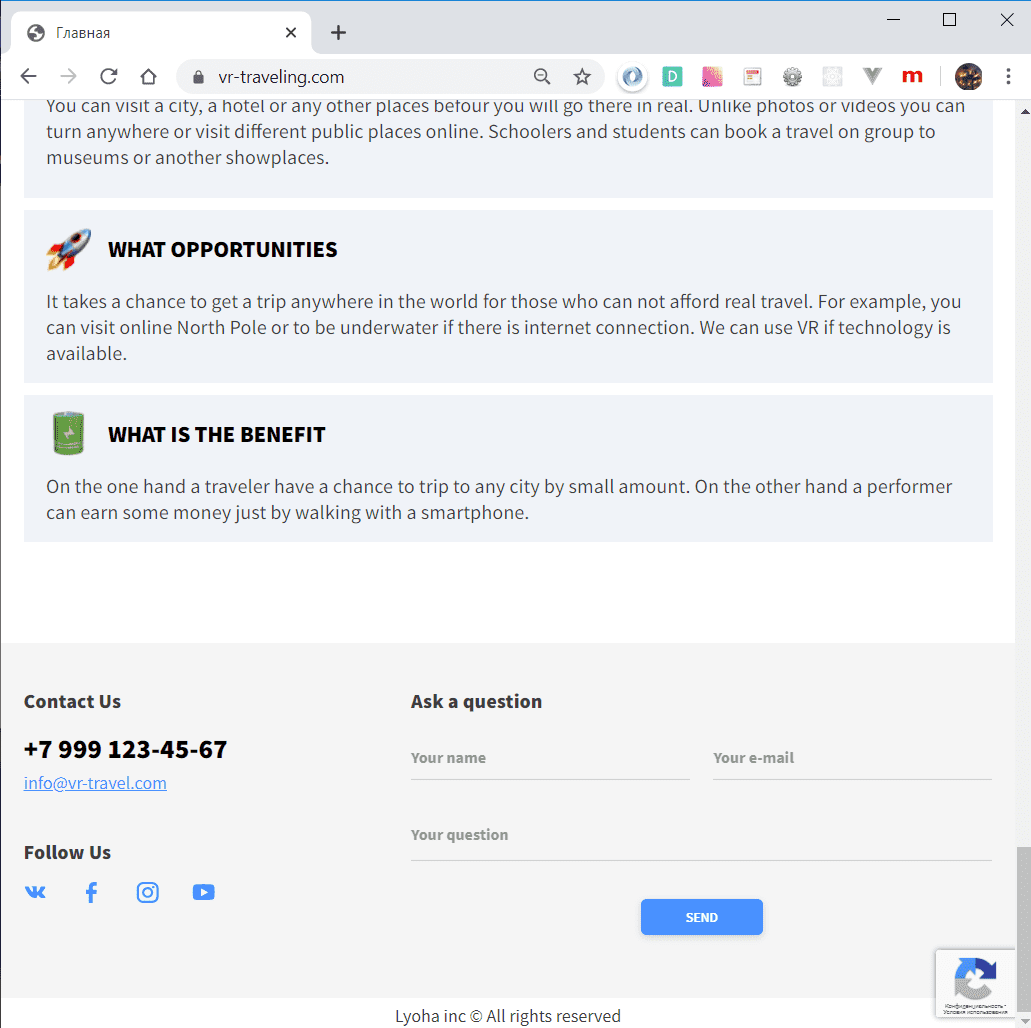 Главная
vr-traveling.com
D
m
You can visit a city, a hotel or any other places befour you will go there in real. Unlike photos or videos you can
turn anywhere or visit different public places online. Schoolers and students can book a travel on group to
museums or another showplaces.
WHAT OPPORTUNITIES
It takes a chance to get a trip anywhere in the world for those who can not afford real travel. For example, you
can visit online North Pole or to be underwater if there is internet connection. We can use VR if technology is
available.
WHAT IS THE BENEFIT
On the one hand a traveler have a chance to trip to any city by small amount. On the other hand a performer
can earn some money just by walking with a smartphone.
Contact Us
+7 999 123-45-67
info@vr-travel.com
Follow Us
Ask a question
Your name
Your e-mail
Your question
SEND
Конфиденциальность -
Условия использования
Lyoha inc © All rights reserved